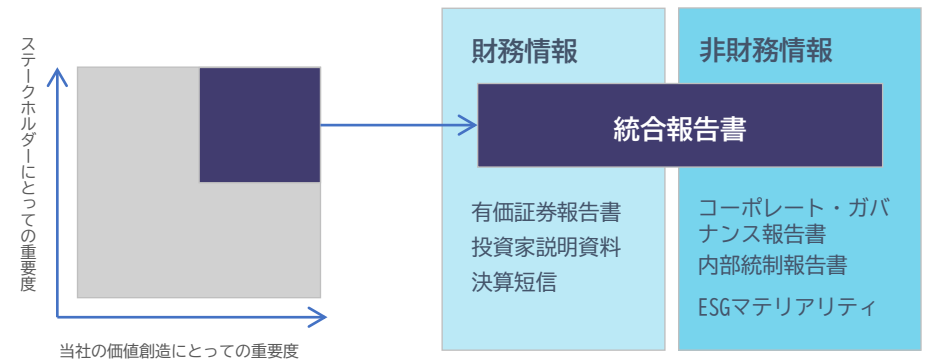 ステークホルダーにとっての重要度
当社の価値創造にとっての重要度
財務情報
非財務情報
統合報告書
有価証券報告書
投資家説明資料
決算短信
コーポレート・ガバ
ナンス報告書
内部統制報告書
ESGマテリアリティ